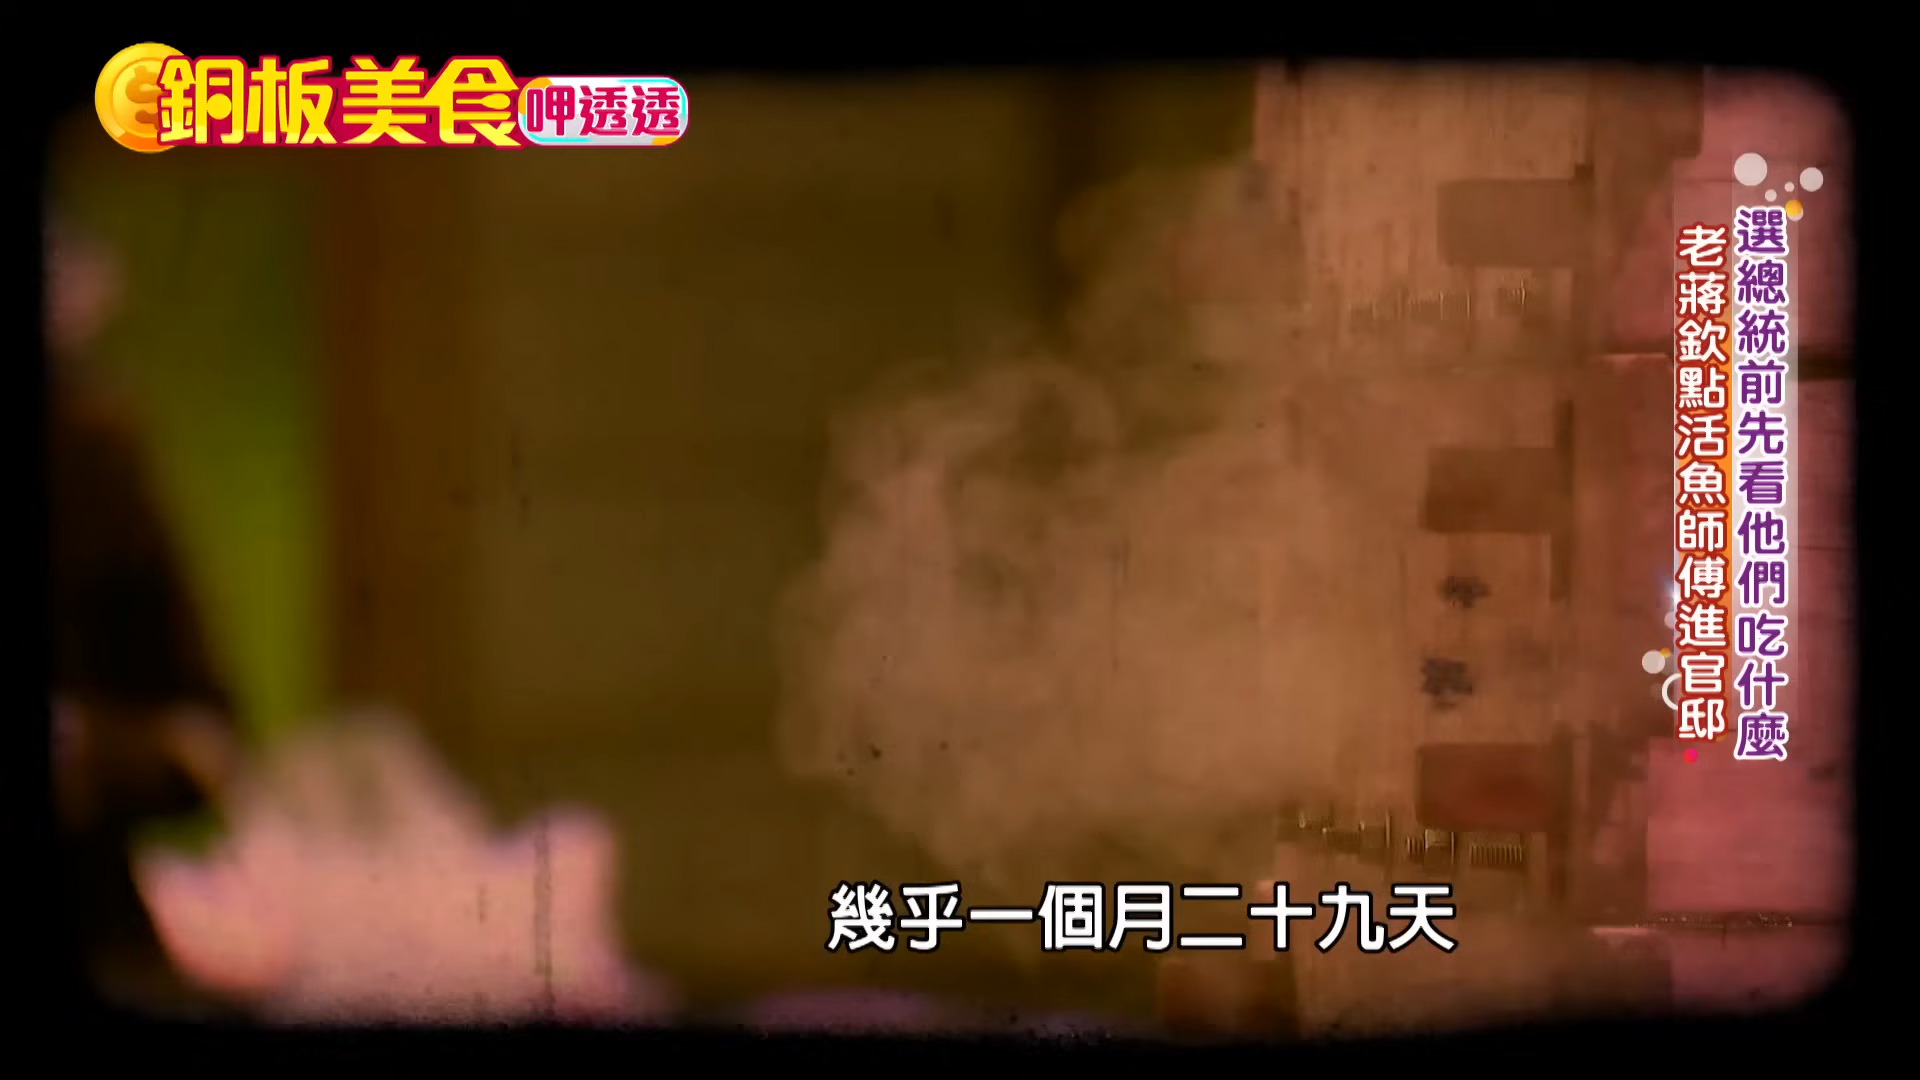 銅板美食呷透透
選總統前先看他們吃什麼
老蔣欽點活魚師傅進官邸
幾乎一個月二十九天